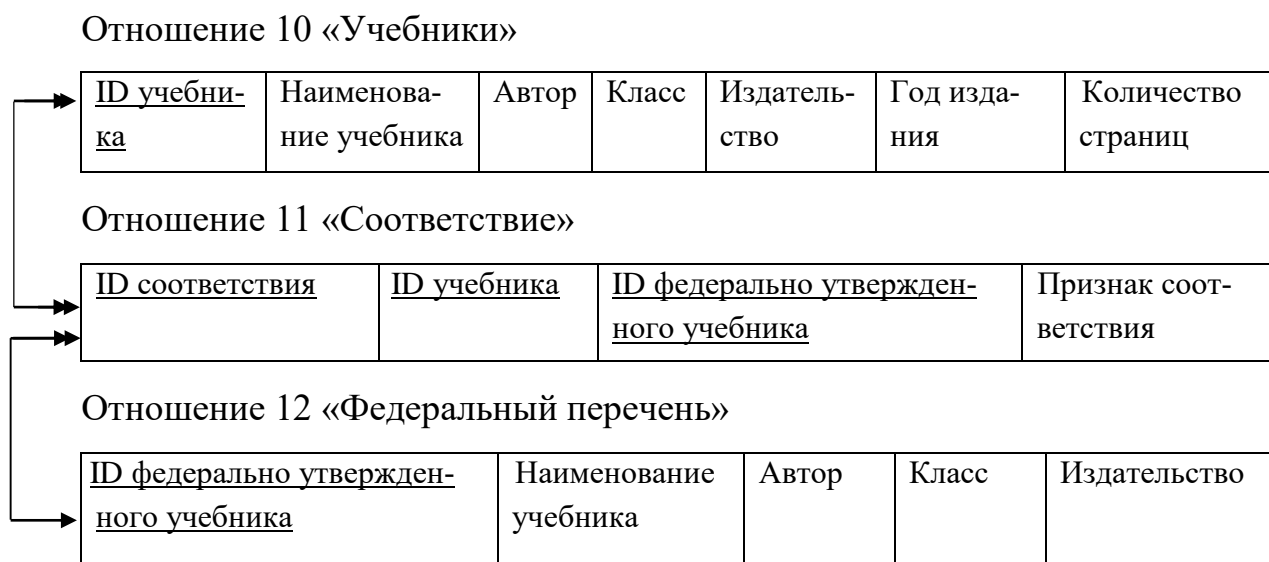 Отношение 10 «Учебники»
ID учебни- Наименова- Автор Класс Издатель- Год изда- Количество
ка ние учебника ство ния страниц
Отношение 11 «Соответствие»
ID соответствия ID учебника ID федерально утвержден- Признак соот-
ного учебника ветствия
Отношение 12 «Федеральный перечень»
ID федерально утвержден- Наименование Автор Класс Издательство
ного учебника учебника